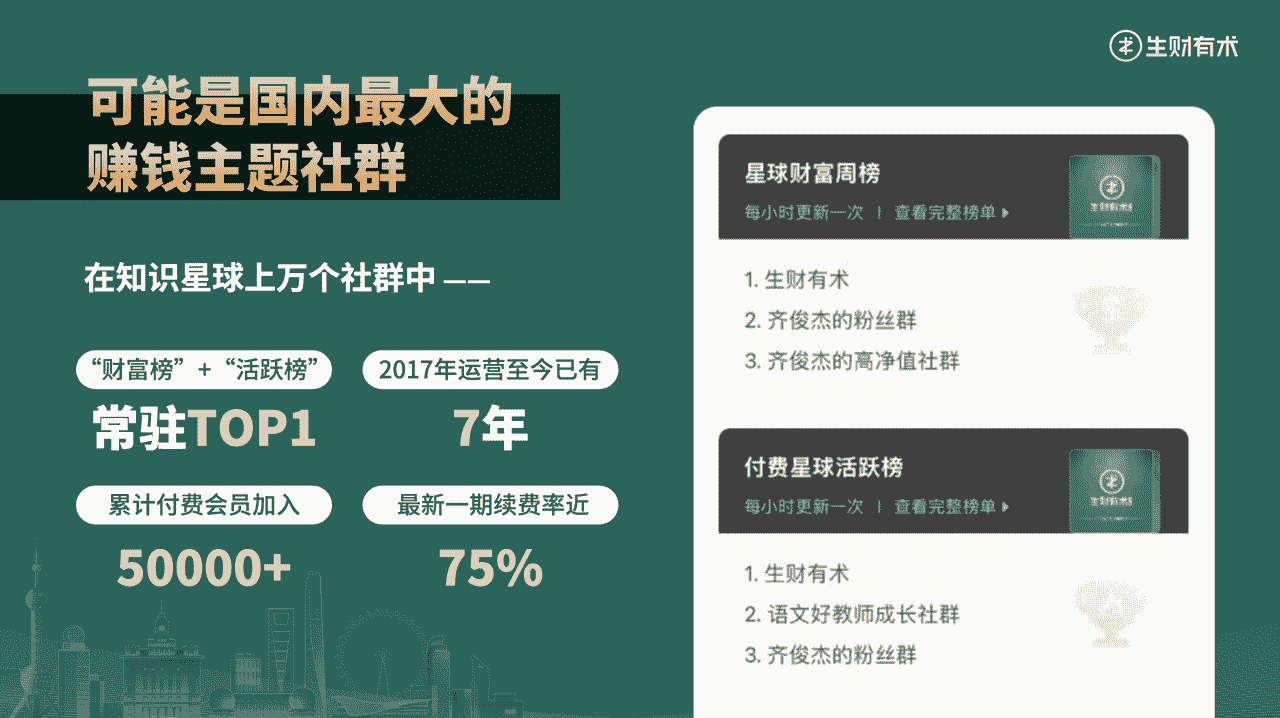 生财有术
可能是国内最大的
赚钱主题社群
在知识星球上万个社群中 ——
“财富榜” + “活跃榜”
常驻TOP1
2017年运营至今已有
7年
累计付费会员加入
50000+
最新一期续费率近
75%
星球财富周榜
每小时更新一次 | 查看完整榜单
生财有术
1. 生财有术
2. 齐俊杰的粉丝群
3. 齐俊杰的高净值社群
付费星球活跃榜
每小时更新一次 | 查看完整榜单
生财有术
1. 生财有术
2. 语文好教师成长社群
3. 齐俊杰的粉丝群